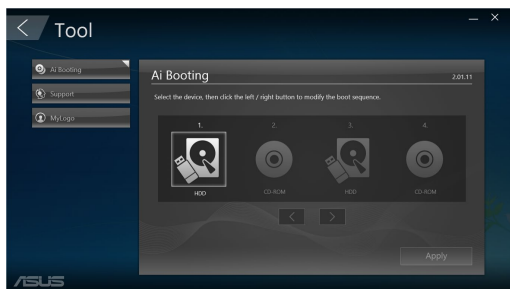 Tool
Ai Booting
Support
MyLogo
Ai Booting
2.01.11
Select the device, then click the left / right button to modify the boot sequence.
1.
2.
3.
4.
HDD
CD-ROM
HDD
CD-ROM
Apply
ASUS